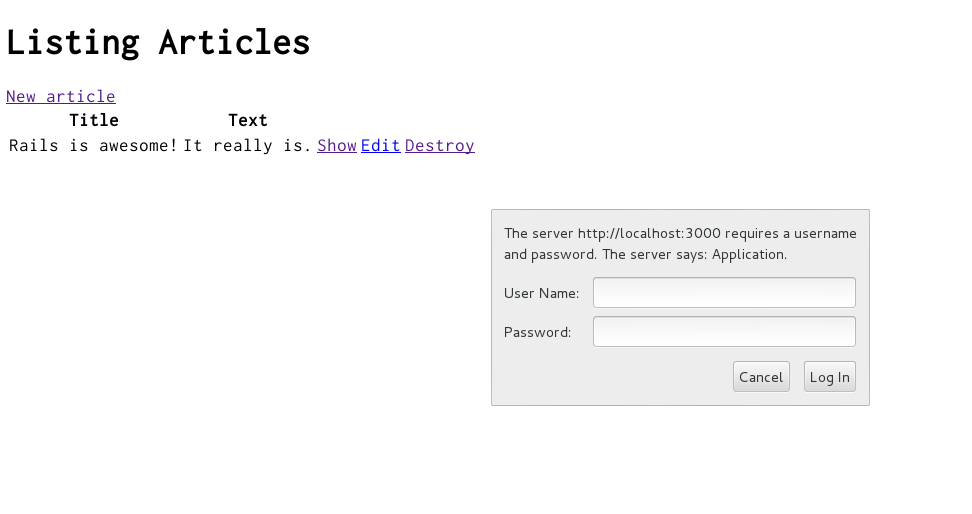 Listing Articles
New article
Title Text
Rails is awesome! It really is. Show Edit Destroy
The server http://localhost:3000 requires a username
and password. The server says: Application.
User Name:
Password:
Cancel Log In